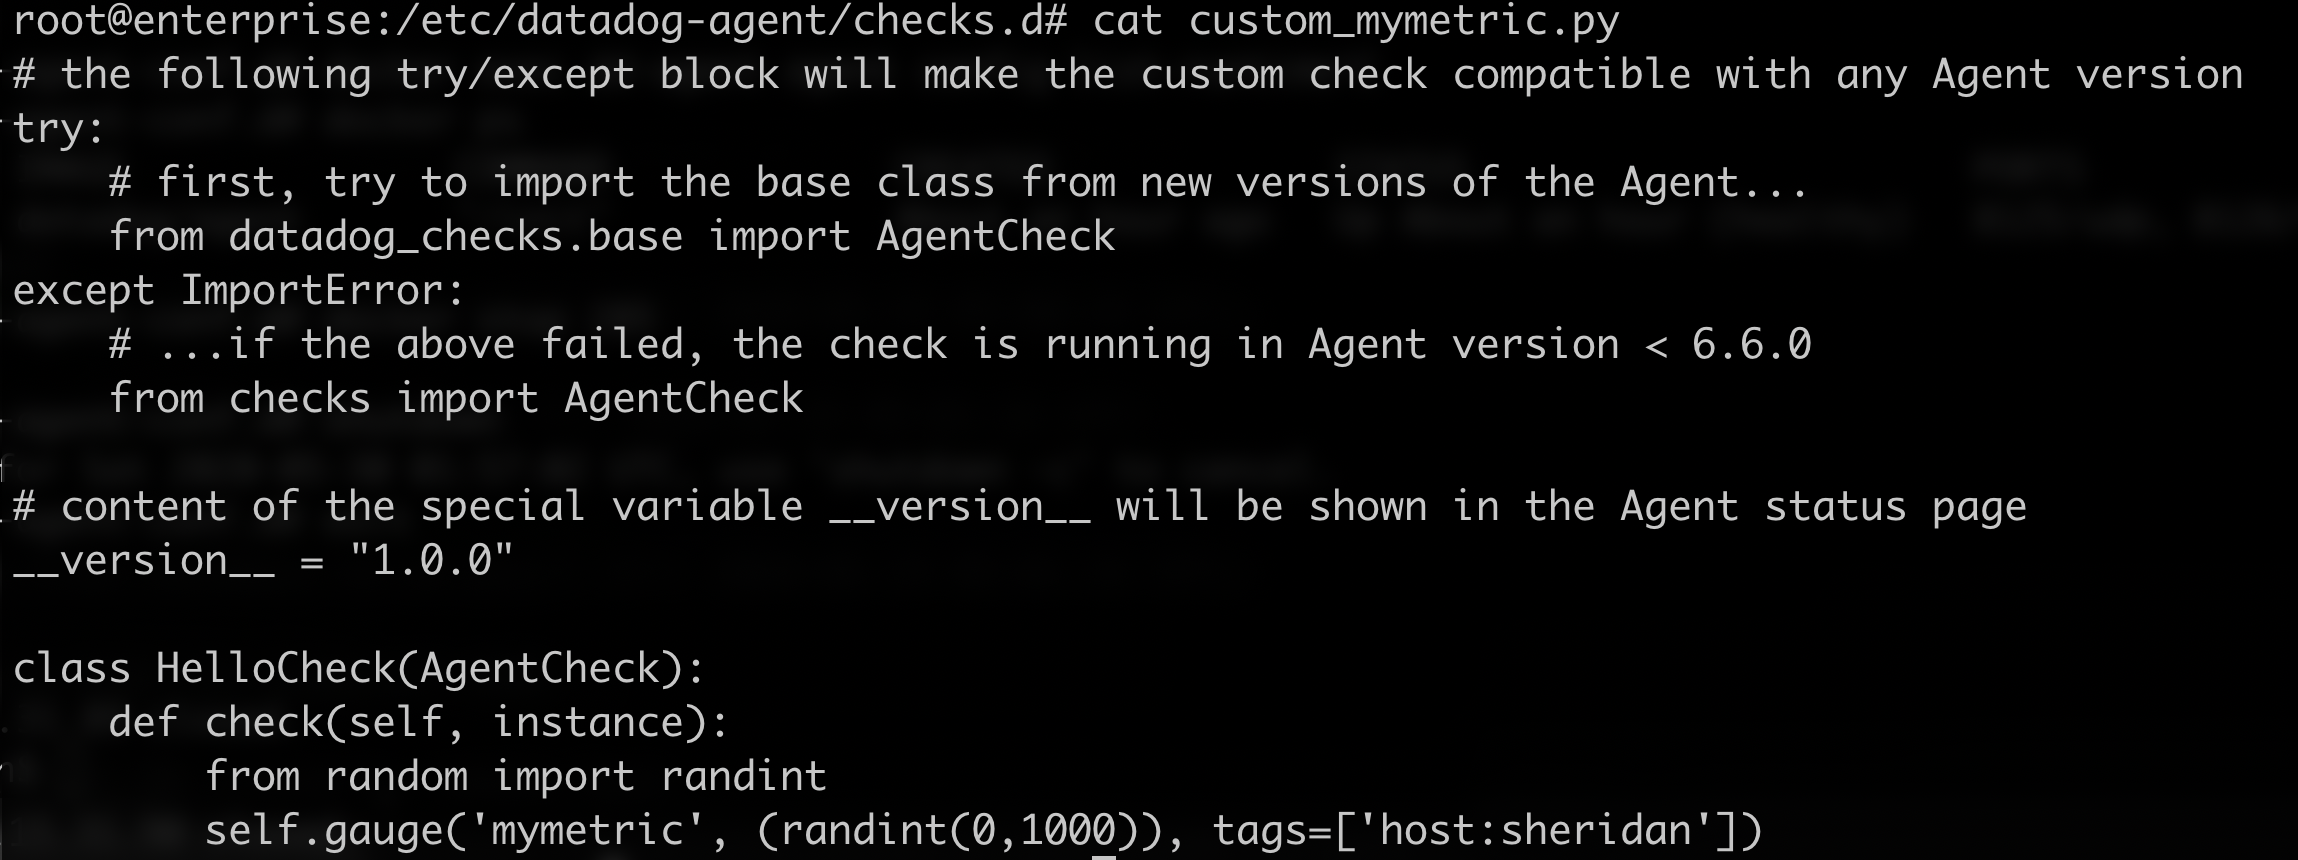 root@enterprise:/etc/datadog-agent/checks.d# cat custom_mymetric.py
# the following try/except block will make the custom check compatible with any Agent version
try:
    # first, try to import the base class from new versions of the Agent...
    from datadog_checks.base import AgentCheck
except ImportError:
    # ...if the above failed, the check is running in Agent version < 6.6.0
    from checks import AgentCheck

# content of the special variable __version__ will be shown in the Agent status page
__version__ = "1.0.0"

class HelloCheck(AgentCheck):
    def check(self, instance):
        from random import randint
        self.gauge('mymetric', (randint(0,1000)), tags=['host:sheridan'])